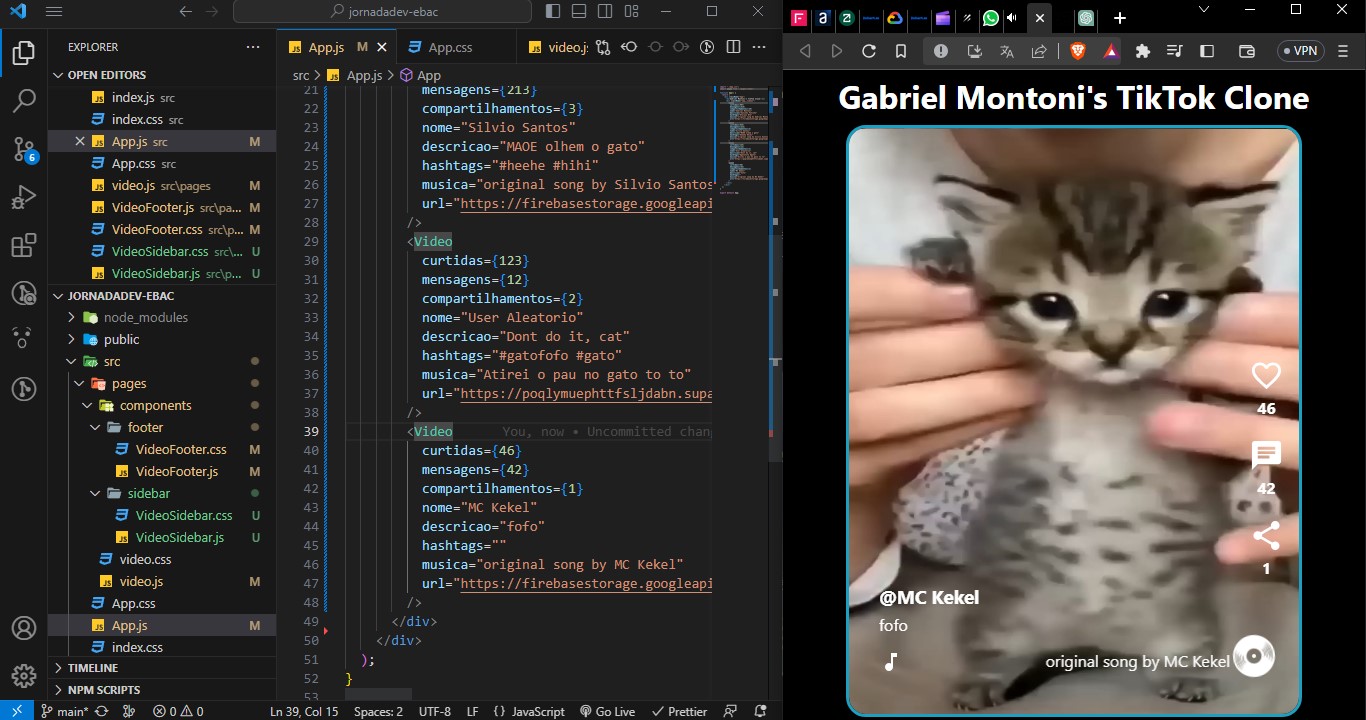 jornadadev-ebac
EXPLORER
OPEN EDITORS
index.js src
index.css src
App.js src M
App.css src
video.js src\pages M
VideoFooter.js src\pa... M
VideoFooter.css src\p... M
VideoSidebar.css src\... U
VideoSidebar.js src\p... U
JORNADADEV-EBAC
node_modules
public
src
pages
components
footer
VideoFooter.css M
VideoFooter.js M
sidebar
VideoSidebar.css U
VideoSidebar.js U
video.css
video.js M
App.css
App.js M
index.css
TIMELINE
NPM SCRIPTS
6
App.js M
App.css
video.js
src > App.js > App
21 mensagens={213}
22 compartilhamentos={3}
23 nome="Silvio Santos"
24 descricao="MAOE olhem o gato"
25 hashtags="#heehe #hihi"
26 musica="original song by Silvio Santos
27 url="https://firebasestorage.googleapi
28 />
29 <Video
30 curtidas={123}
31 mensagens={12}
32 compartilhamentos={2}
33 nome="User Aleatorio"
34 descricao="Dont do it, cat"
35 hashtags="#gatofofo #gato"
36 musica="Atirei o pau no gato to to"
37 url="https://poqlymuephttfsljdabn.supa
38 />
39 <Video You, now • Uncommitted chan
40 curtidas={46}
41 mensagens={42}
42 compartilhamentos={1}
43 nome="MC Kekel"
44 descricao="fofo"
45 hashtags=""
46 musica="original song by MC Kekel"
47 url="https://firebasestorage.googleapi
48 />
49 </div>
50 </div>
51 );
52 }
53
main* 0 0 Ln 39, Col 15 Spaces: 2 UTF-8 LF {} JavaScript Go Live Prettier
VPN
Gabriel Montoni's TikTok Clone
46
42
1
@MC Kekel
fofo
original song by MC Kekel